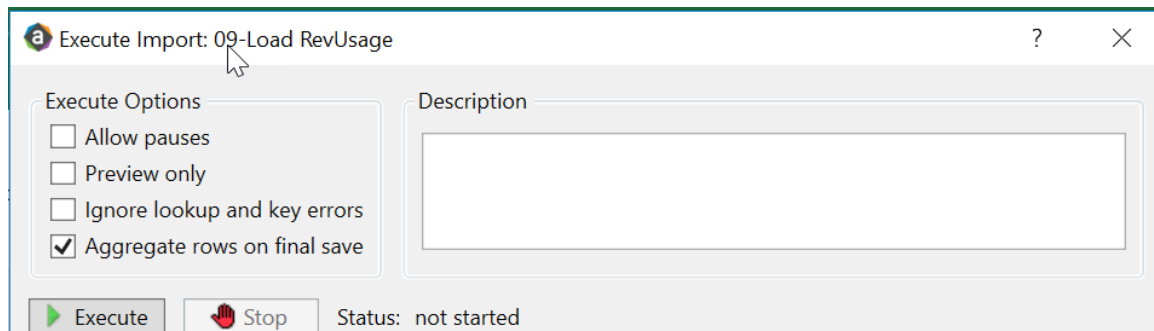 Execute Import: 09-Load RevUsage
Execute Options
Allow pauses
Preview only
Ignore lookup and key errors
Aggregate rows on final save
Description
Execute Stop Status: not started